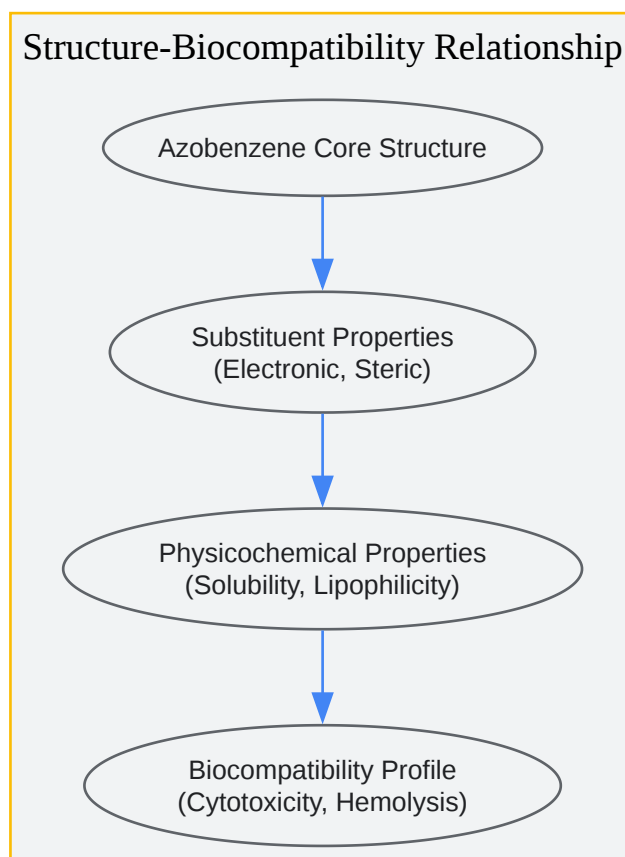 Structure-Biocompatibility Relationship
Azobenzene Core Structure
Substituent Properties
(Electronic, Steric)
Physicochemical Properties
(Solubility, Lipophilicity)
Biocompatibility Profile
(Cytotoxicity, Hemolysis)